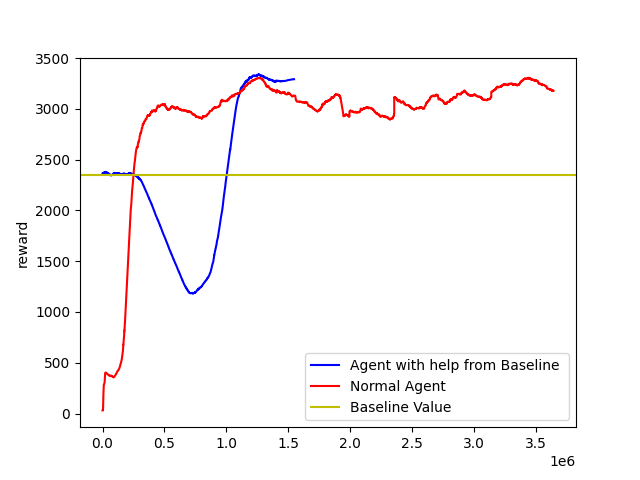 3500
3000
2500
2000
1500
1000
500
0
reward
0.0 0.5 1.0 1.5 2.0 2.5 3.0 3.5
1e6
Agent with help from Baseline
Normal Agent
Baseline Value